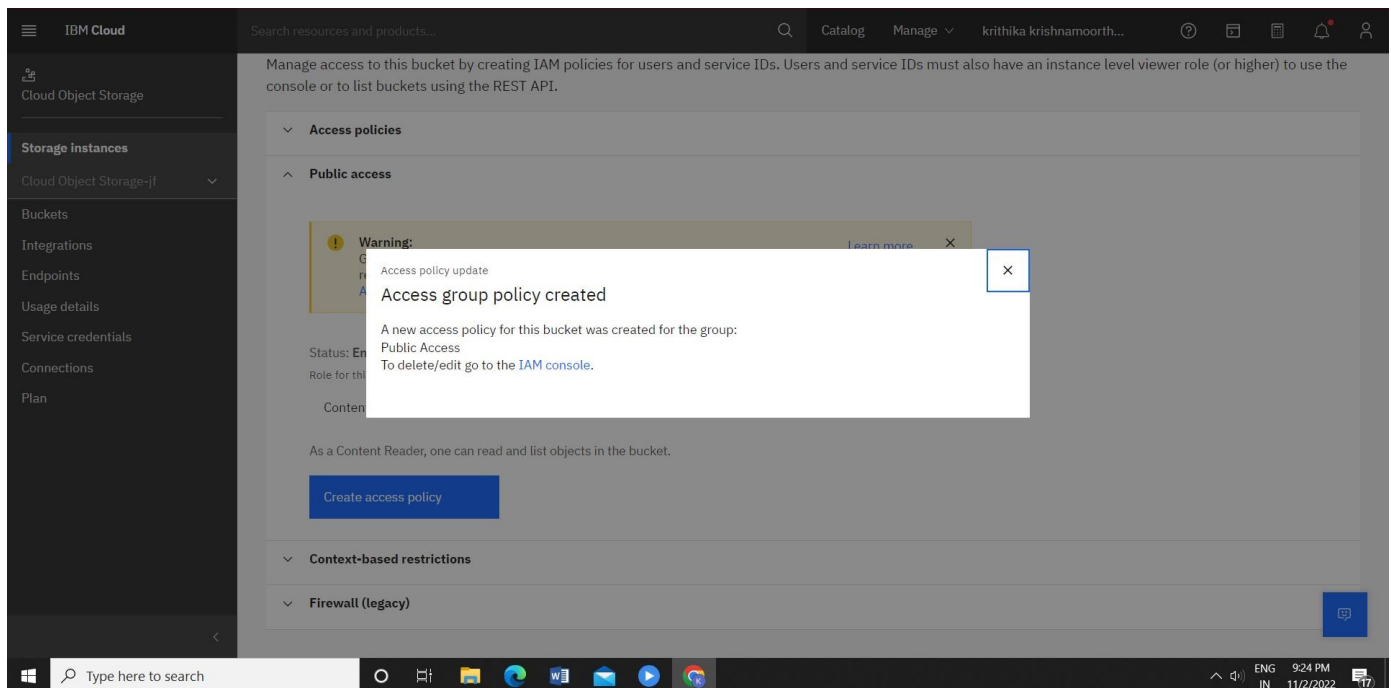 IBM Cloud
Search resources and products...
Catalog
Manage
krithika krishnamoorth...
Cloud Object Storage
Storage instances
Cloud Object Storage-jf
Buckets
Integrations
Endpoints
Usage details
Service credentials
Connections
Plan
Manage access to this bucket by creating IAM policies for users and service IDs. Users and service IDs must also have an instance level viewer role (or higher) to use the
console or to list buckets using the REST API.
Access policies
Public access
Warning:
Learn more
Access policy update
Access group policy created
A new access policy for this bucket was created for the group:
Public Access
To delete/edit go to the IAM console.
Status: En
Role for thi
Conten
As a Content Reader, one can read and list objects in the bucket.
Create access policy
Context-based restrictions
Firewall (legacy)
Type here to search
ENG
IN
9:24 PM
11/2/2022
17